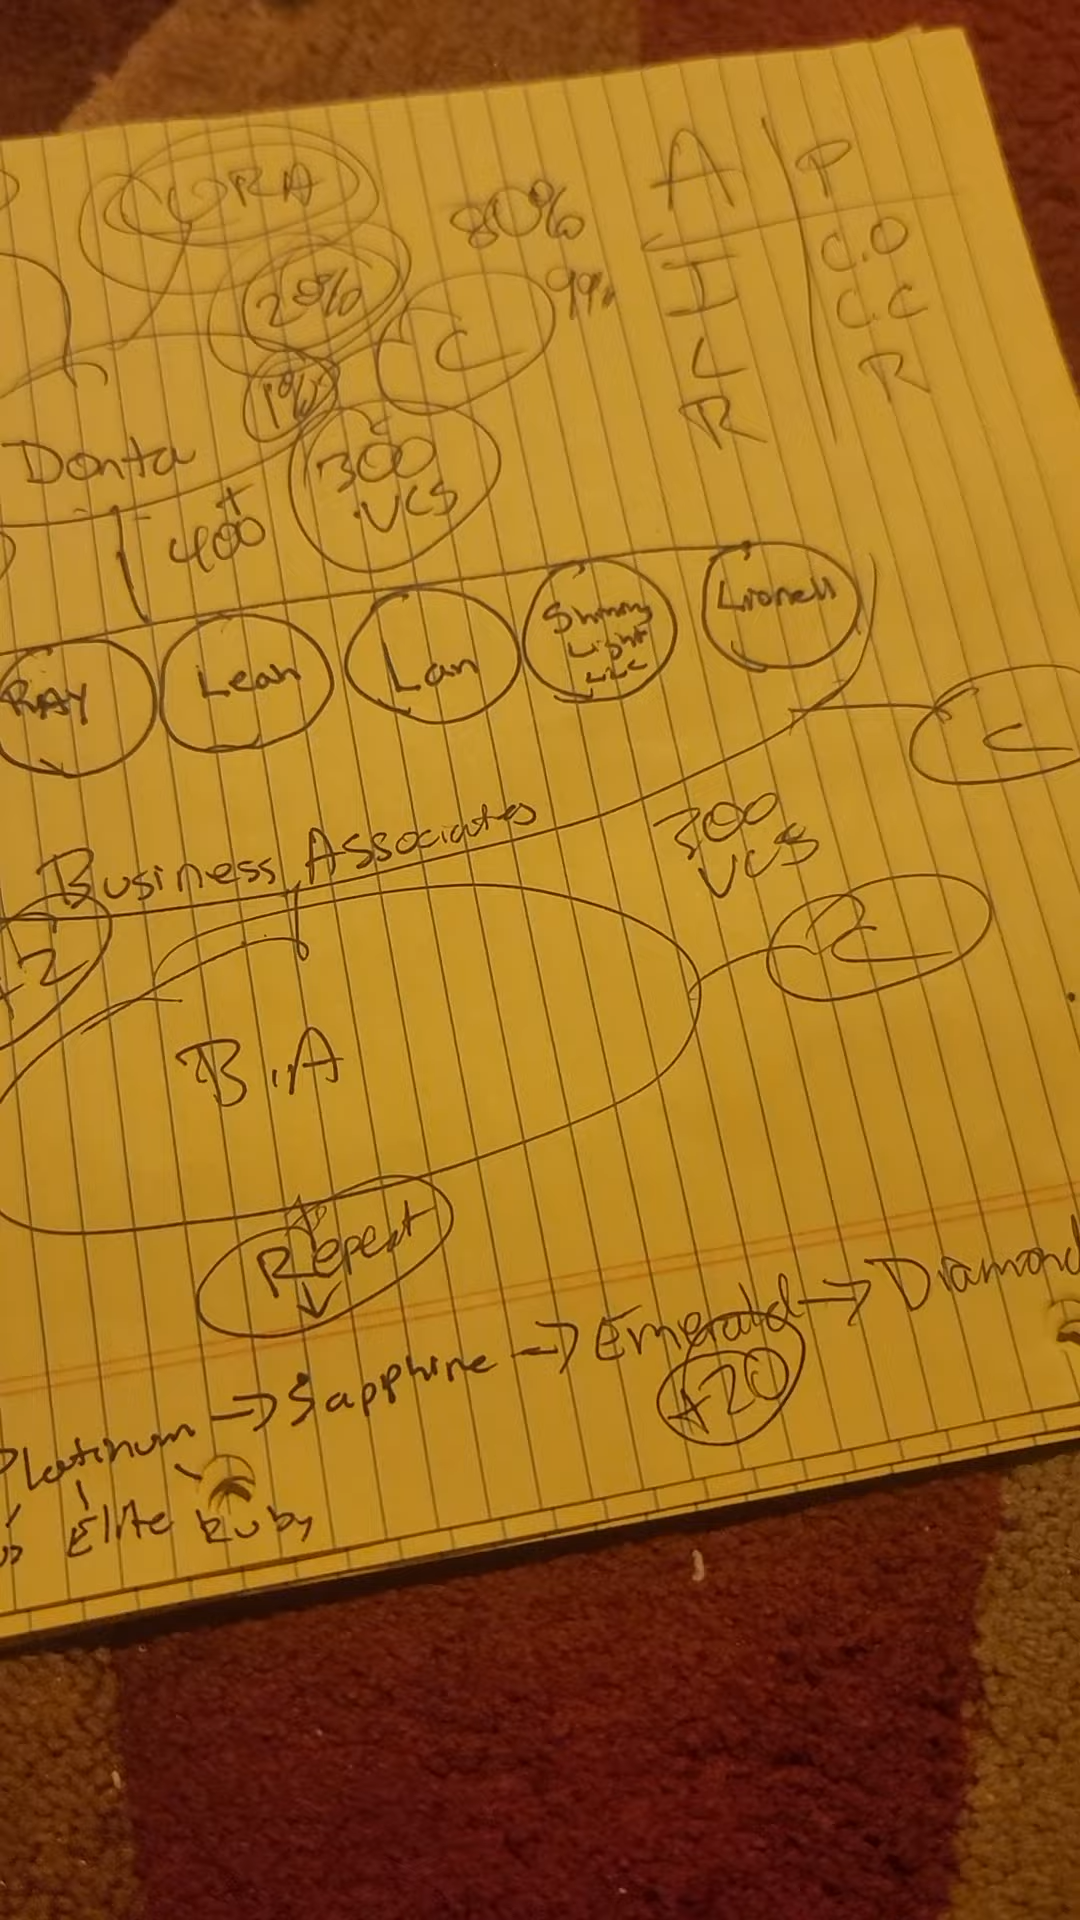 80%
A P
20%
99%
C.O
I
C
C.C
L
R
1%
R
Donta
300
VCS
400
RAY
Leah
Lan
Shining
Light
LLC
Lionell
C
Business Associates
300
VCS
+2
C
B.A
Repeat
Platinum → Sapphire → Emerald → Diamond
+20
Elite Ruby